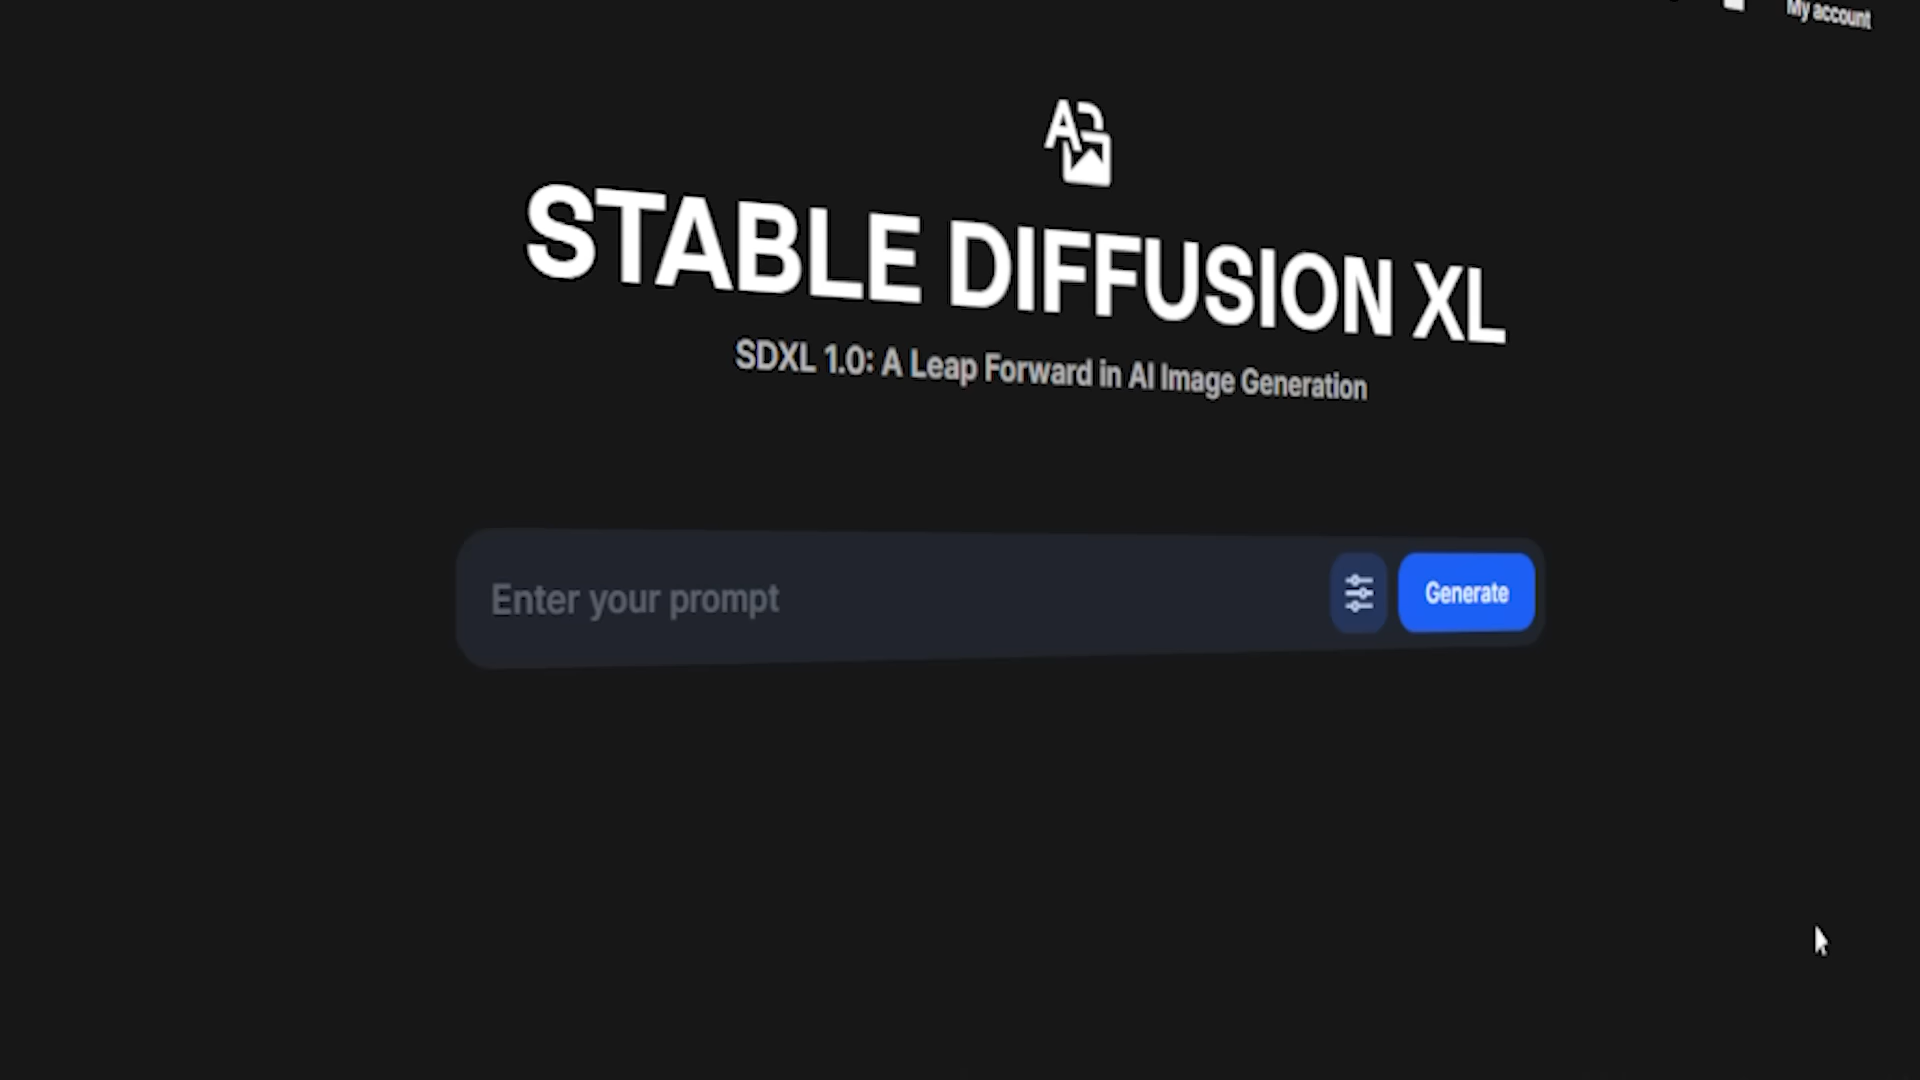 My account
STABLE DIFFUSION XL
SDXL 1.0: A Leap Forward in AI Image Generation
Enter your prompt
Generate